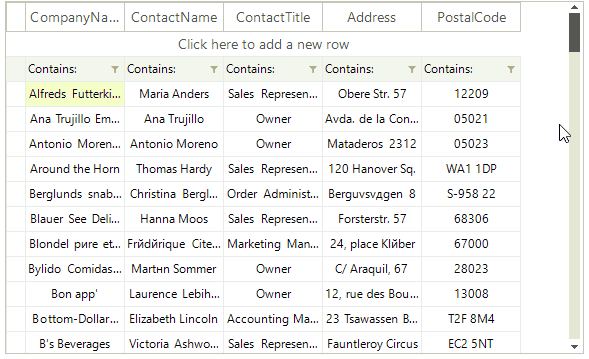 CompanyNa... ContactName ContactTitle Address PostalCode
Click here to add a new row
Contains: Contains: Contains: Contains: Contains:
Alfreds Futterki... Maria Anders Sales Represen... Obere Str. 57 12209
Ana Trujillo Em... Ana Trujillo Owner Avda. de la Con... 05021
Antonio Moren... Antonio Moreno Owner Mataderos 2312 05023
Around the Horn Thomas Hardy Sales Represen... 120 Hanover Sq. WA1 1DP
Berglunds snab... Christina Bergl... Order Administ... Berguvsvдgen 8 S-958 22
Blauer See Deli... Hanna Moos Sales Represen... Forsterstr. 57 68306
Blondel pиre et... Frйdйrique Cite... Marketing Man... 24, place Klйber 67000
Bуlido Comidas... Martнn Sommer Owner C/ Araquil, 67 28023
Bon app' Laurence Lebih... Owner 12, rue des Bou... 13008
Bottom-Dollar... Elizabeth Lincoln Accounting Ma... 23 Tsawassen B... T2F 8M4
B's Beverages Victoria Ashwo... Sales Represen... Fauntleroy Circus EC2 5NT